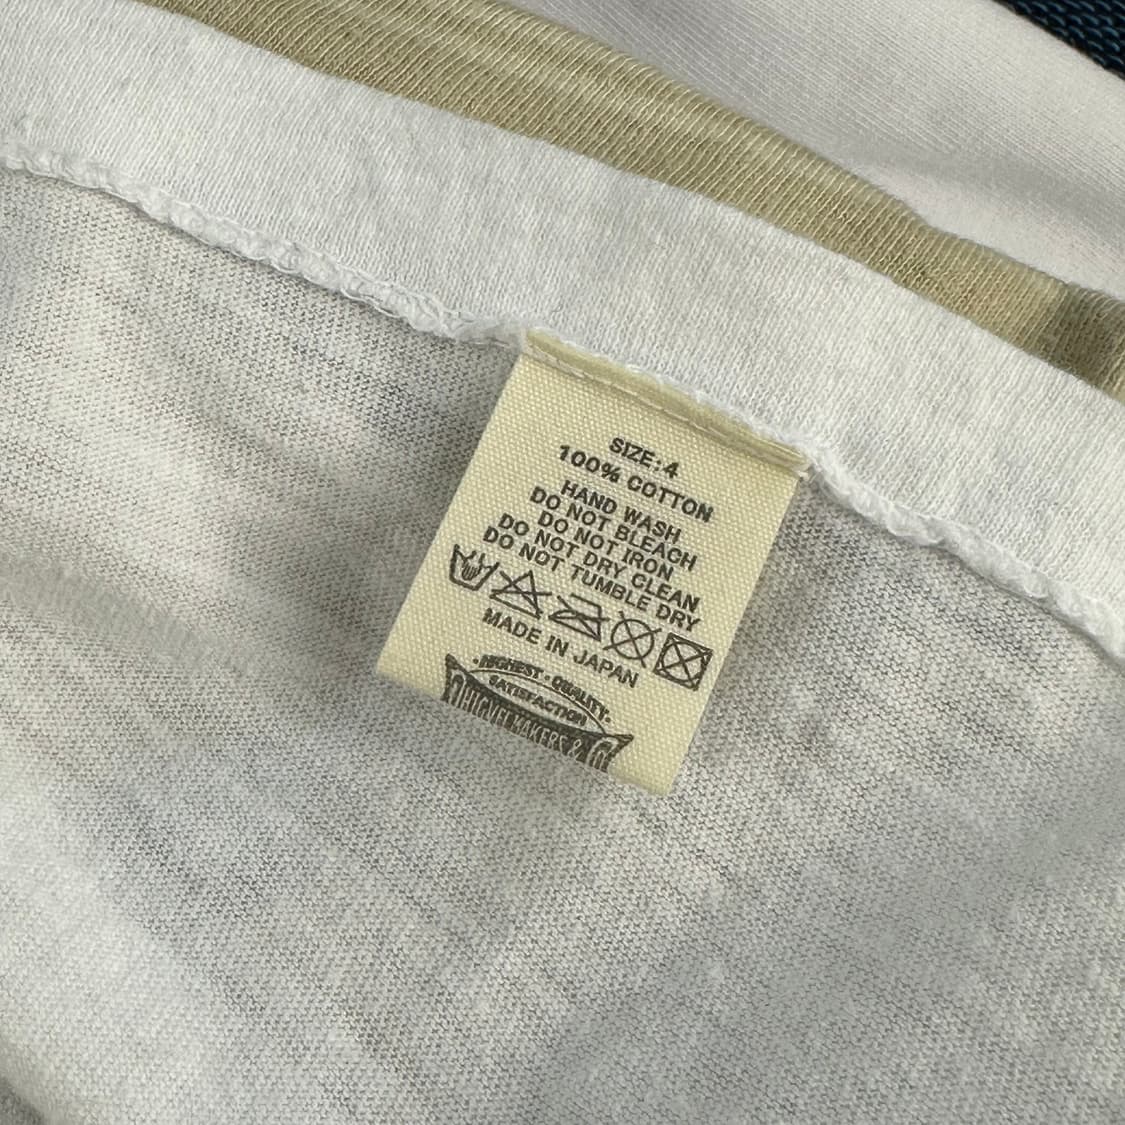 SIZE:4
100% COTTON
HAND WASH
DO NOT BLEACH
DO NOT IRON
DO NOT DRY CLEAN
DO NOT TUMBLE DRY
MADE IN JAPAN
·HIGHEST·QUALITY·
SATISFACTION
MAKERS &